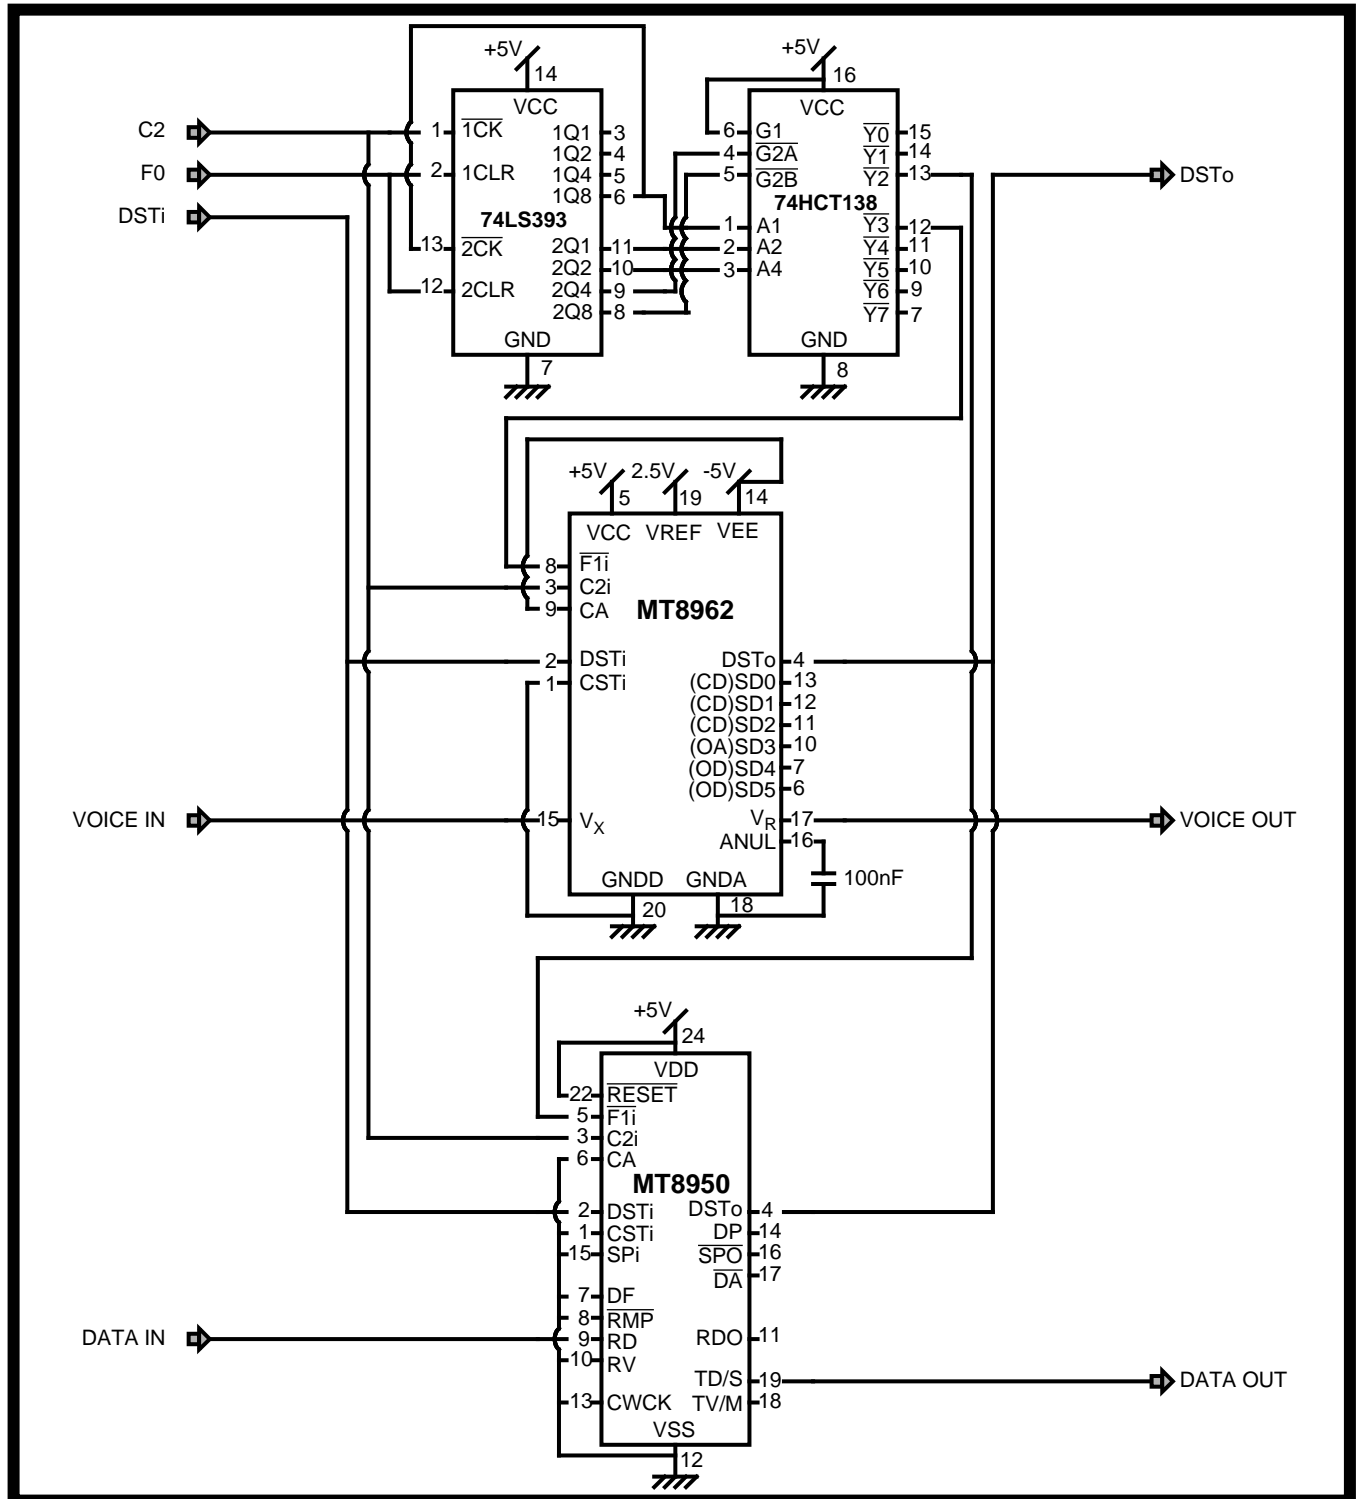 +5V
14
VCC
C2
1
1CK
1Q1
3
1Q2
4
F0
2
1CLR
1Q4
5
1Q8
6
DSTi
74LS393
13
2CK
2Q1
11
2Q2
10
12
2CLR
2Q4
9
2Q8
8
GND
7
+5V
16
VCC
6
G1
Y0
15
4
G2A
Y1
14
5
G2B
Y2
13
74HCT138
1
A1
Y3
12
2
A2
Y4
11
3
A4
Y5
10
Y6
9
Y7
7
GND
8
DSTo
+5V
5
2.5V
19
-5V
14
VCC
VREF
VEE
8
F1i
3
C2i
9
CA
MT8962
2
DSTi
DSTo
4
1
CSTi
(CD)SD0
13
(CD)SD1
12
(CD)SD2
11
(OA)SD3
10
(OD)SD4
7
(OD)SD5
6
VOICE IN
15
VX
VR
17
VOICE OUT
ANUL
16
100nF
GNDD
GNDA
20
18
+5V
24
VDD
22
RESET
5
F1i
3
C2i
6
CA
MT8950
2
DSTi
DSTo
4
1
CSTi
DP
14
15
SPi
SPO
16
DA
17
7
DF
8
RMP
DATA IN
9
RD
RDO
11
10
RV
TD/S
19
DATA OUT
13
CWCK
TV/M
18
VSS
12